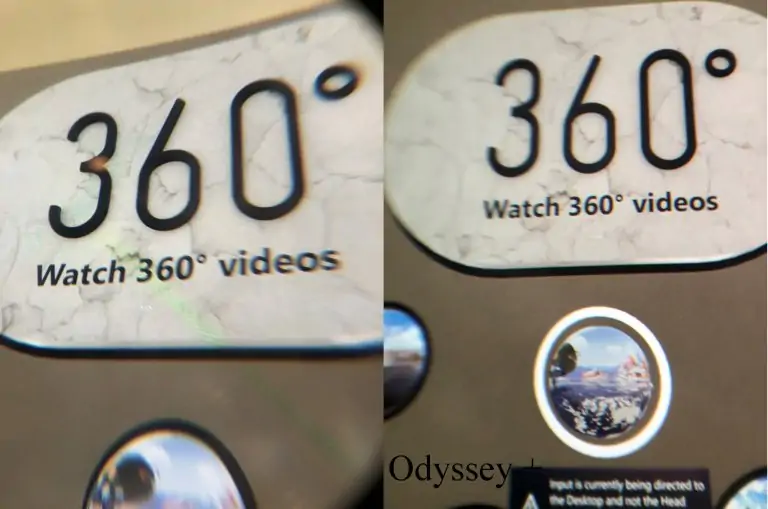 360°
Watch 360° videos
360°
Watch 360° videos
Odyssey +
Input is currently being directed to
the Desktop and not the Head